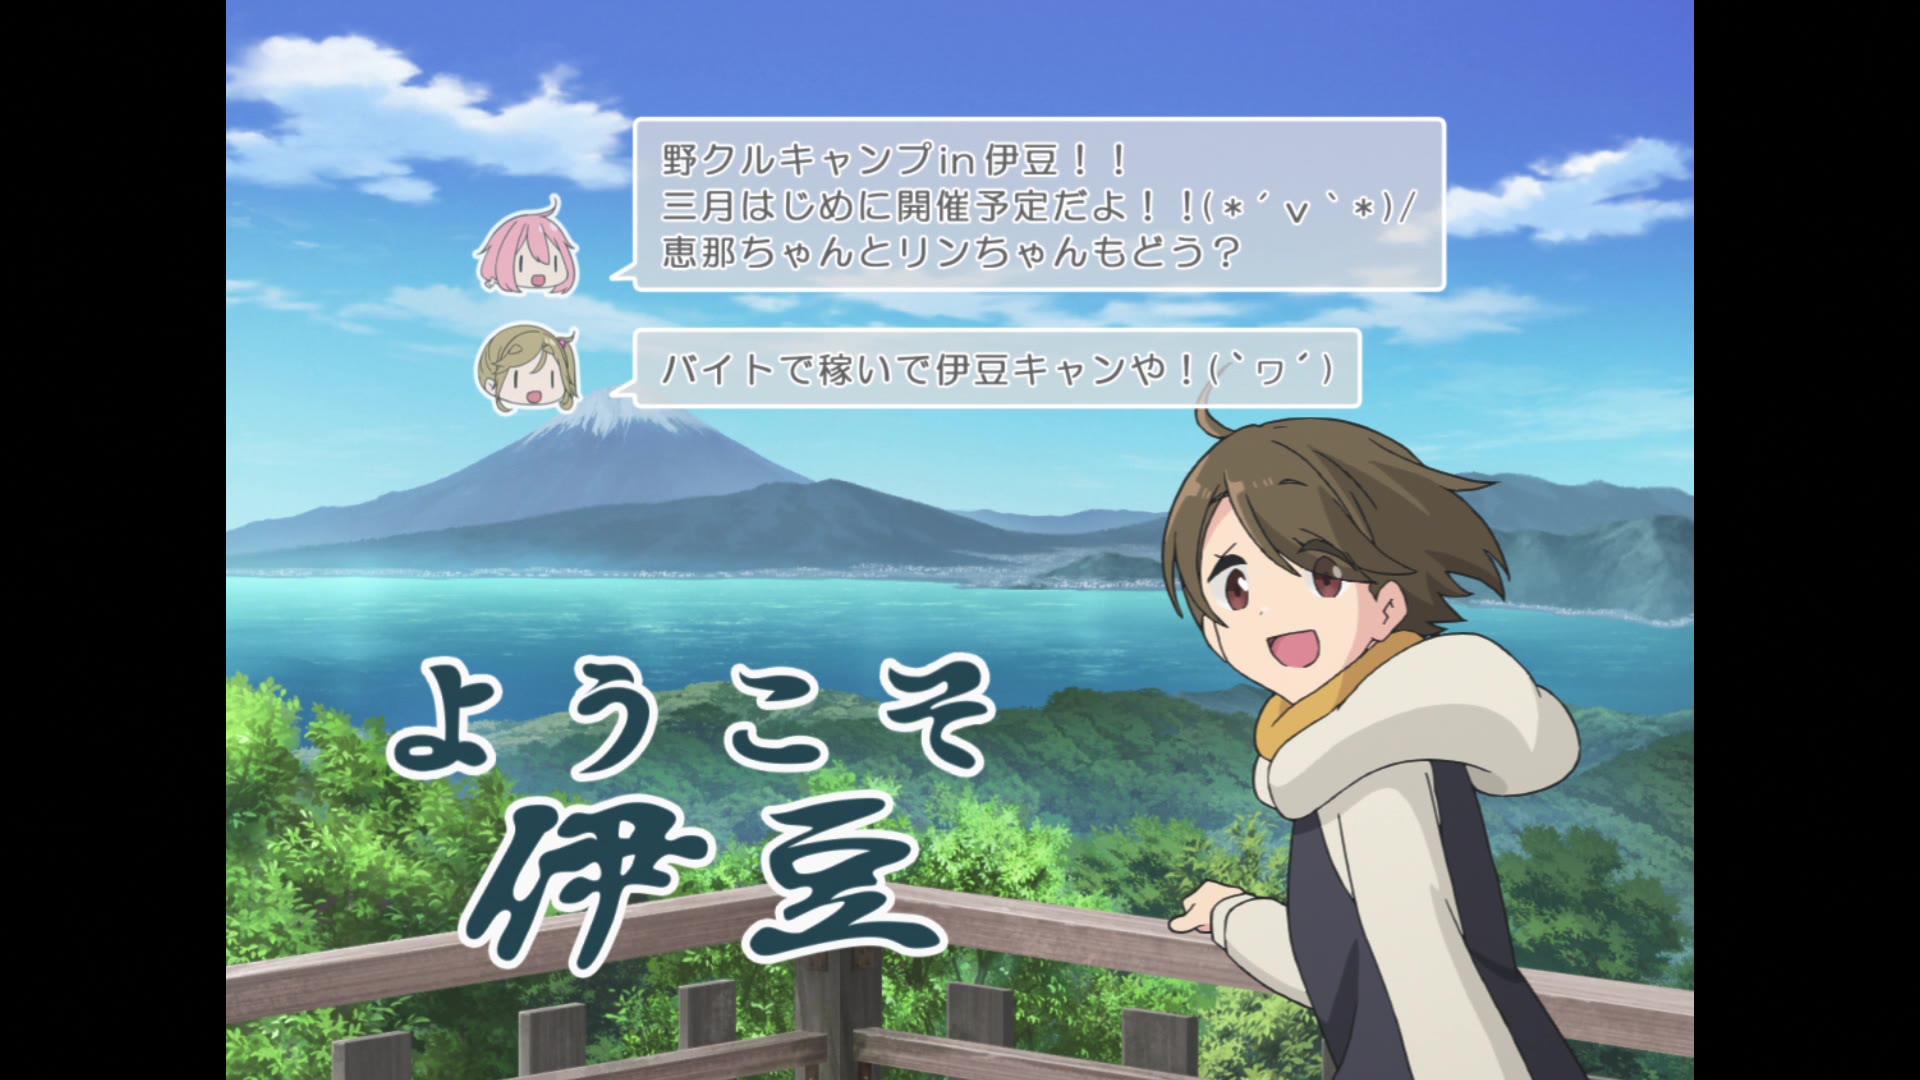 野クルキャンプin伊豆！！
三月はじめに開催予定だよ！！(＊´ｖ｀＊)/
恵那ちゃんとリンちゃんもどう？
バイトで稼いで伊豆キャンや！(｀ヮ´)
ようこそ
伊豆